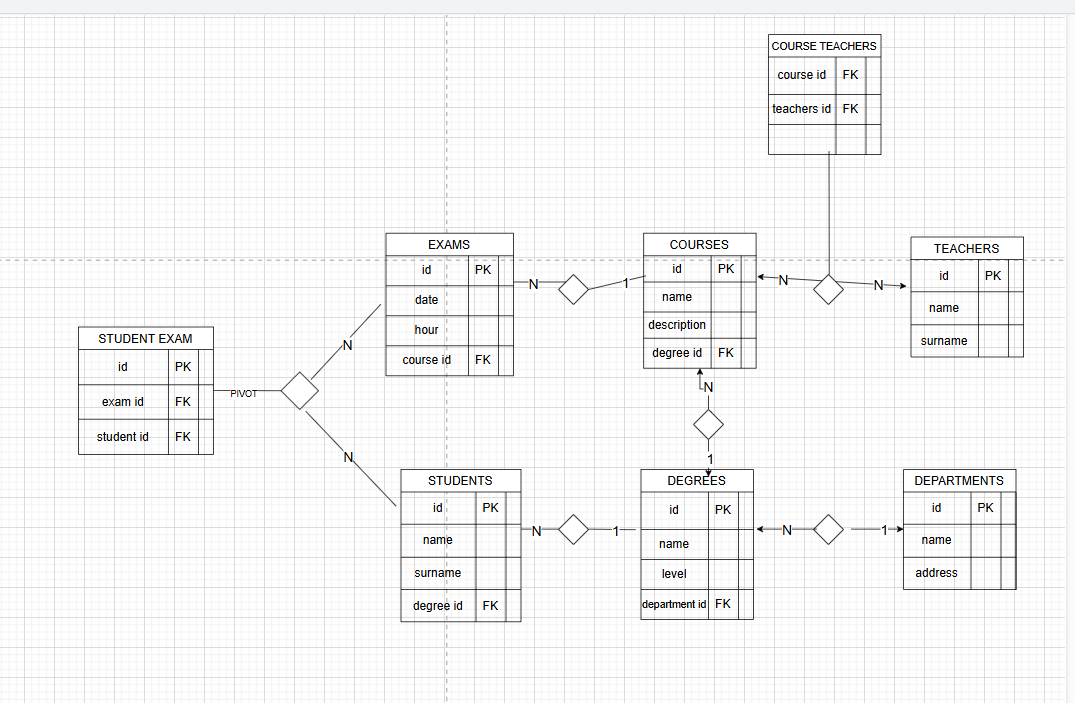 COURSE TEACHERS
course id FK
teachers id FK
EXAMS
id PK
date
hour
course id FK
N
1
COURSES
id PK
name
description
degree id FK
N
N
TEACHERS
id PK
name
surname
STUDENT EXAM
id PK
exam id FK
student id FK
PIVOT
N
N
N
1
STUDENTS
id PK
name
surname
degree id FK
N
1
DEGREES
id PK
name
level
department id FK
N
1
DEPARTMENTS
id PK
name
address